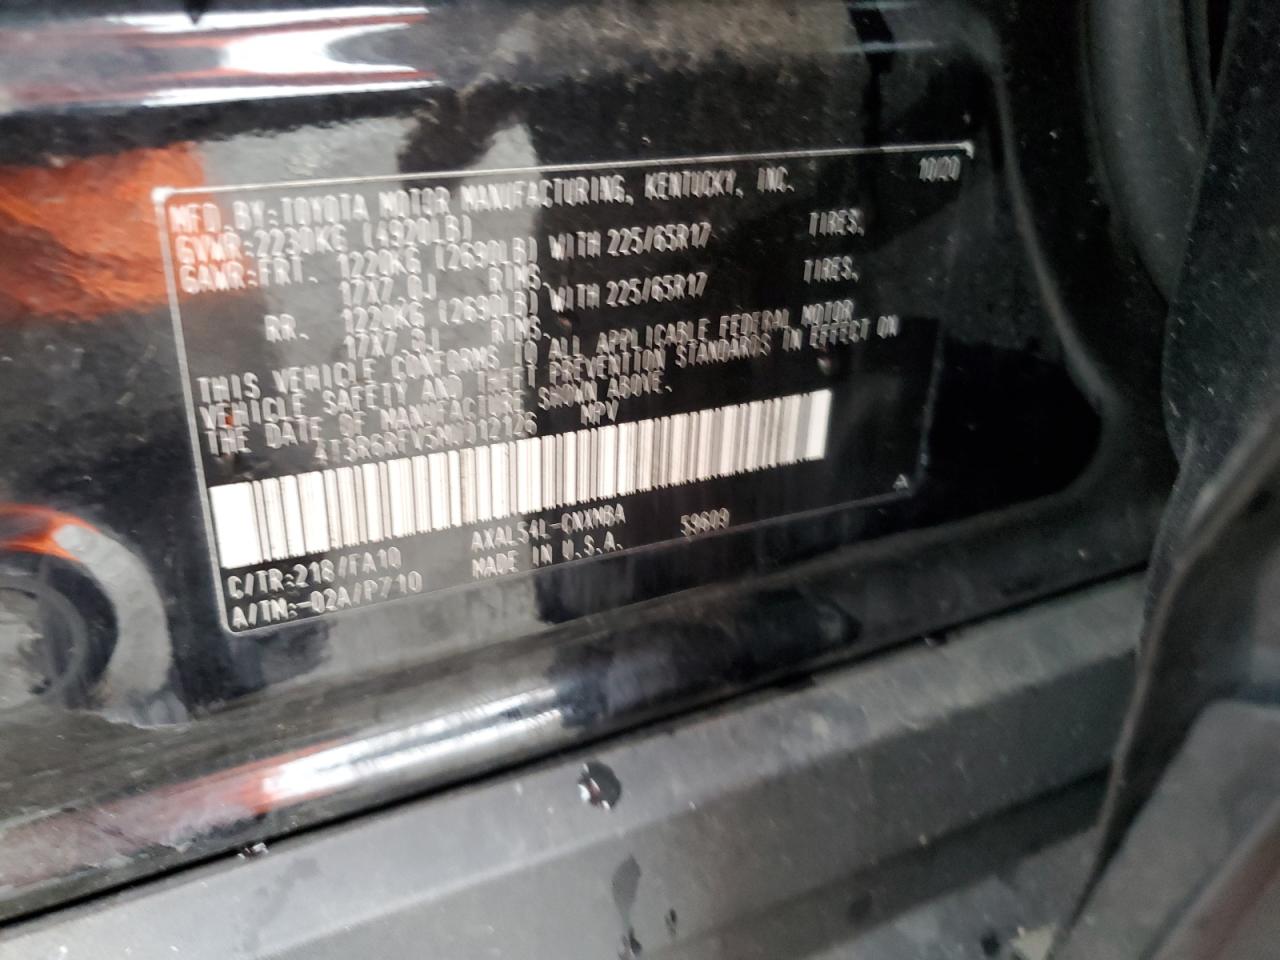 MFD.BY:TOYOTA MOTOR MANUFACTURING, KENTUCKY, INC. 10/20
GVWR:2230KG (4920LB)
GAWR:FRT. 1220KG (2690LB) WITH 225/65R17 TIRES,
17X7.0J RIMS,
RR. 1220KG (2690LB) WITH 225/65R17 TIRES,
17X7.0J RIMS.
THIS VEHICLE CONFORMS TO ALL APPLICABLE FEDERAL MOTOR
VEHICLE SAFETY AND THEFT PREVENTION STANDARDS IN EFFECT ON
THE DATE OF MANUFACTURE SHOWN ABOVE.
MPV
C/TR:218/FA10 59609 A
A/TM:-02A/P710 MADE IN U.S.A.